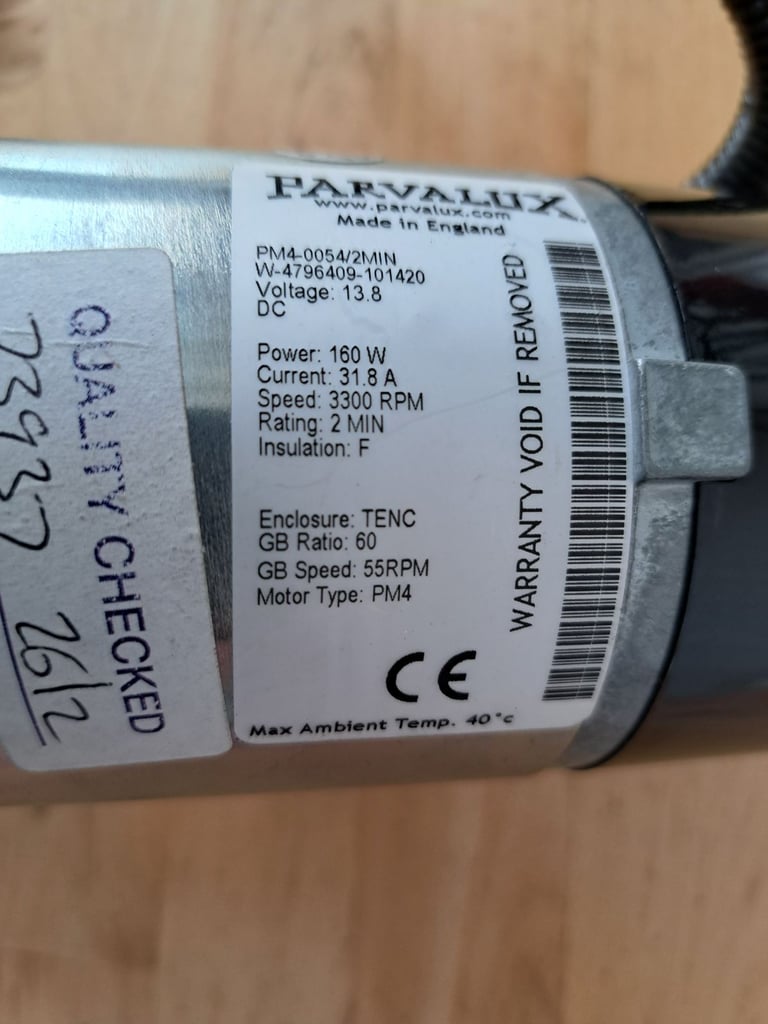 PARVALUX
www.parvalux.com
Made in England
PM4-0054/2MIN
W-4796409-101420
Voltage: 13.8
DC
Power: 160 W
Current: 31.8 A
Speed: 3300 RPM
Rating: 2 MIN
Insulation: F
Enclosure: TENC
GB Ratio: 60
GB Speed: 55RPM
Motor Type: PM4
CE
Max Ambient Temp. 40°c
WARRANTY VOID IF REMOVED
QUALITY CHECKED
73937
26/2